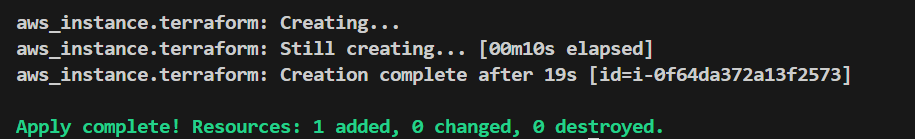 aws_instance.terraform: Creating...
aws_instance.terraform: Still creating... [00m10s elapsed]
aws_instance.terraform: Creation complete after 19s [id=i-0f64da372a13f2573]
Apply complete! Resources: 1 added, 0 changed, 0 destroyed.